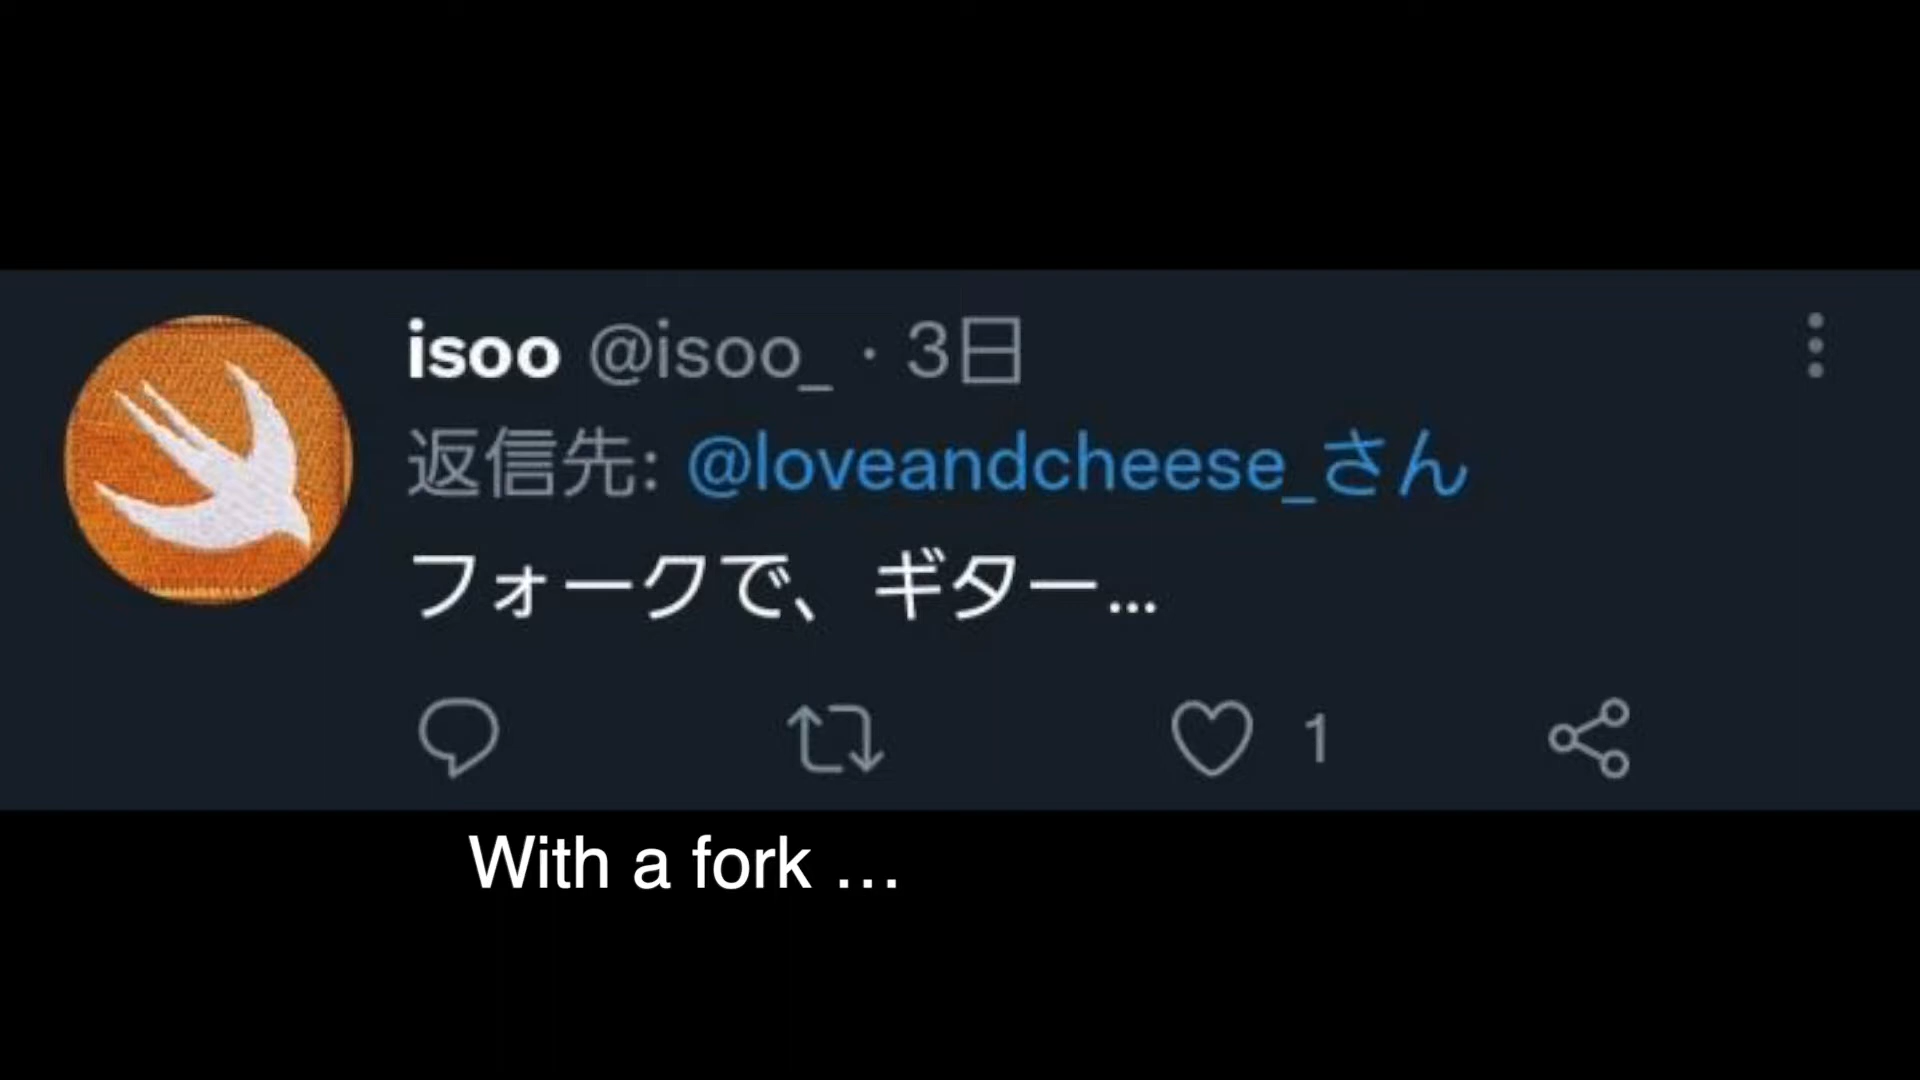 isoo @isoo_ · 3日
返信先: @loveandcheese_さん
フォークで、ギター…
1
With a fork …